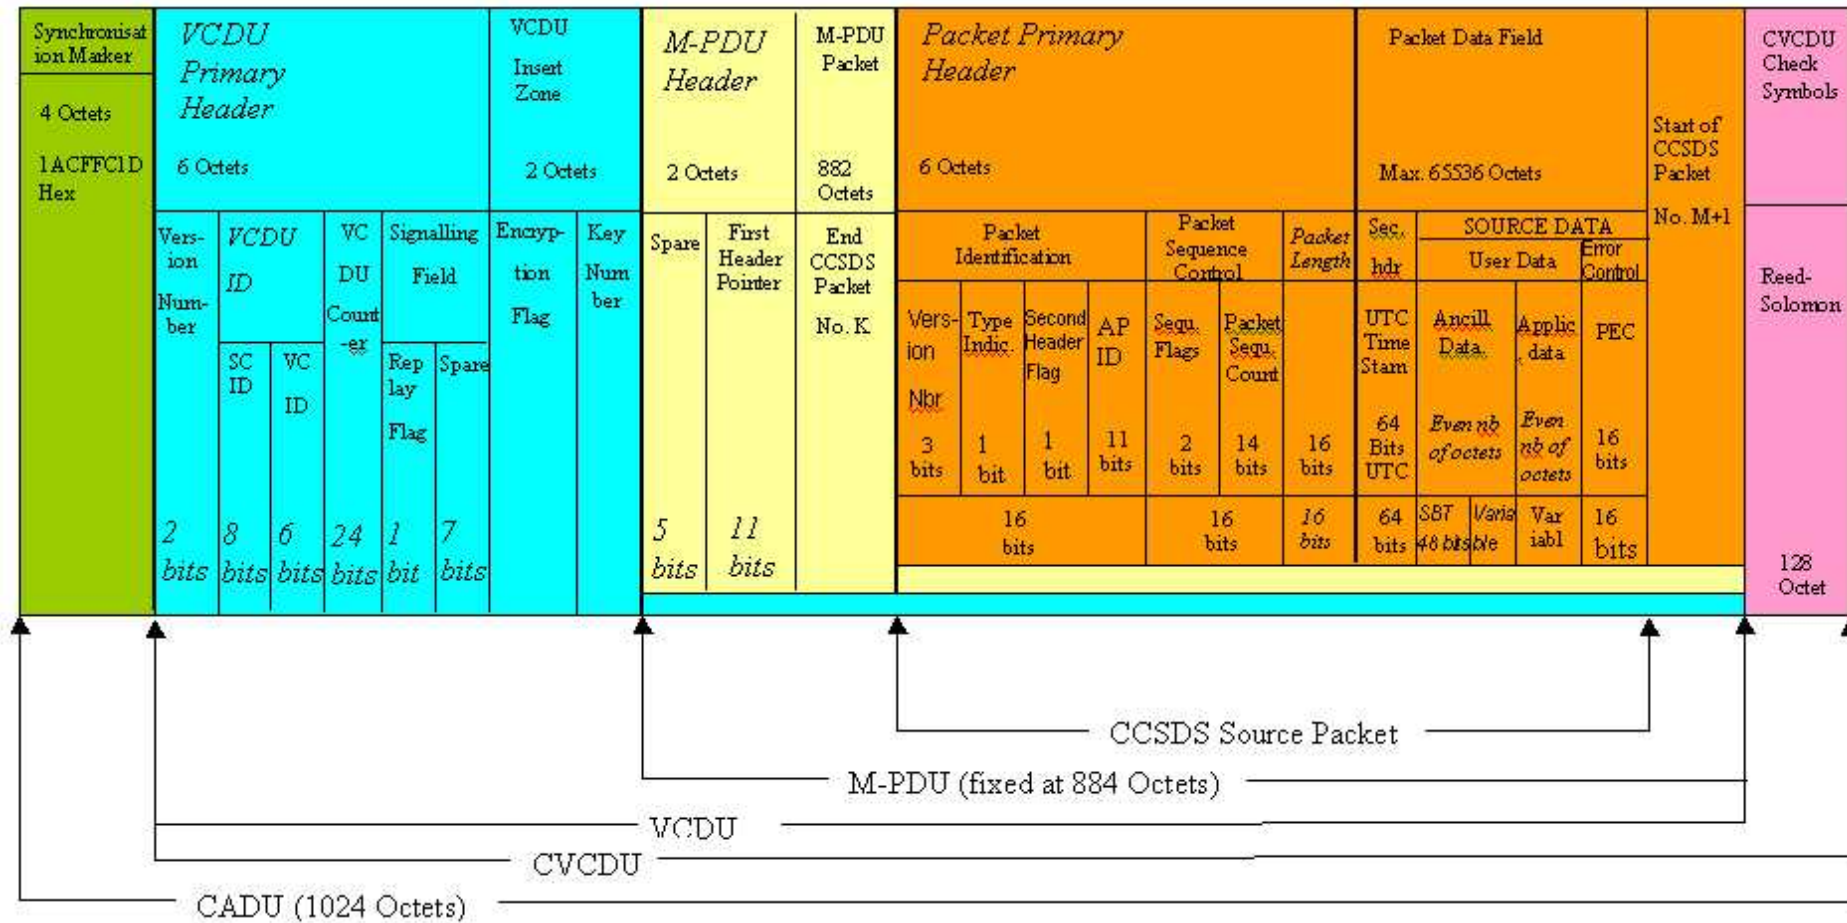 Synchronisat
ion Marker
4 Octets
1ACFFC1D
Hex
VCDU
Primary
Header
6 Octets
VCDU
Insert
Zone
2 Octets
M-PDU
Header
2 Octets
M-PDU
Packet
882
Octets
Packet Primary
Header
6 Octets
Packet Data Field
Max. 65536 Octets
Start of
CCSDS
Packet
No. M+1
CVCDU
Check
Symbols
Vers-
ion
Num-
ber
2
bits
VCDU
ID
SC
ID
8
bits
VC
ID
6
bits
VC
DU
Count
-er
24
bits
Signalling
Field
Rep
lay
Flag
1
bit
Spare
7
bits
Encryp-
tion
Flag
Key
Num
ber
Spare
5
bits
First
Header
Pointer
11
bits
End
CCSDS
Packet
No. K
Packet
Identification
Vers-
ion
Nbr
3
bits
Type
Indic.
1
bit
Second
Header
Flag
1
bit
AP
ID
11
bits
16
bits
Packet
Sequence
Control
Sequ.
Flags
2
bits
Packet
Sequ.
Count
14
bits
16
bits
Packet
Length
16
bits
16
bits
Sec.
hdr
UTC
Time
Stam
64
Bits
UTC
64
bits
SOURCE DATA
User Data
Error
Control
Ancill
Data.
Even nb
of octets
SBT
48 bits
Varia
ble
Applic
. data
Even
nb of
octets
Var
iabl
PEC
16
bits
16
bits
Reed-
Solomon
128
Octet
CCSDS Source Packet
M-PDU (fixed at 884 Octets)
VCDU
CVCDU
CADU (1024 Octets)